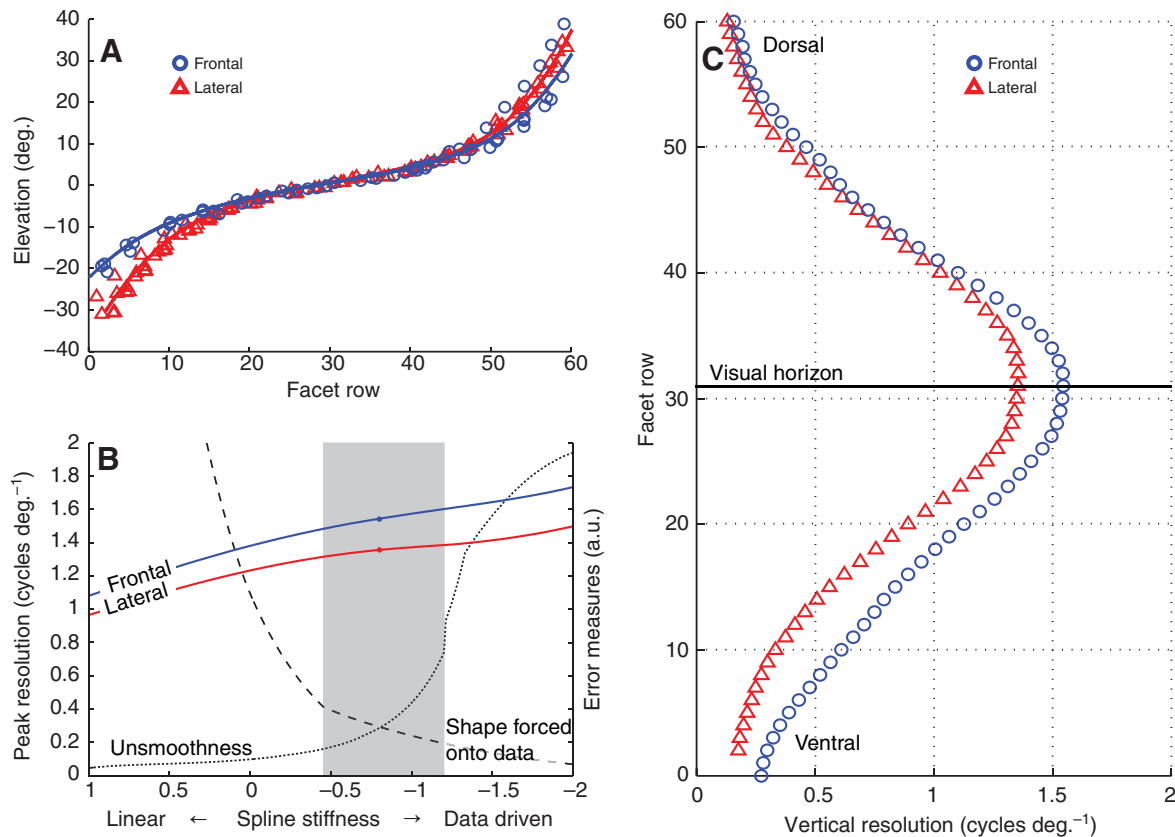 A
Frontal
Lateral
Elevation (deg.)
40
30
20
10
0
−10
−20
−30
−40
0 10 20 30 40 50 60
Facet row
B
Peak resolution (cycles deg.⁻¹)
2
1.8
1.6
1.4
1.2
1
0.8
0.6
0.4
0.2
0
Frontal
Lateral
Unsmoothness
Shape forced
onto data
Error measures (a.u.)
1 0.5 0 −0.5 −1 −1.5 −2
Linear ← Spline stiffness → Data driven
C
Dorsal
Frontal
Lateral
Visual horizon
Ventral
Facet row
60
50
40
30
20
10
0
0 0.5 1 1.5 2
Vertical resolution (cycles deg.⁻¹)